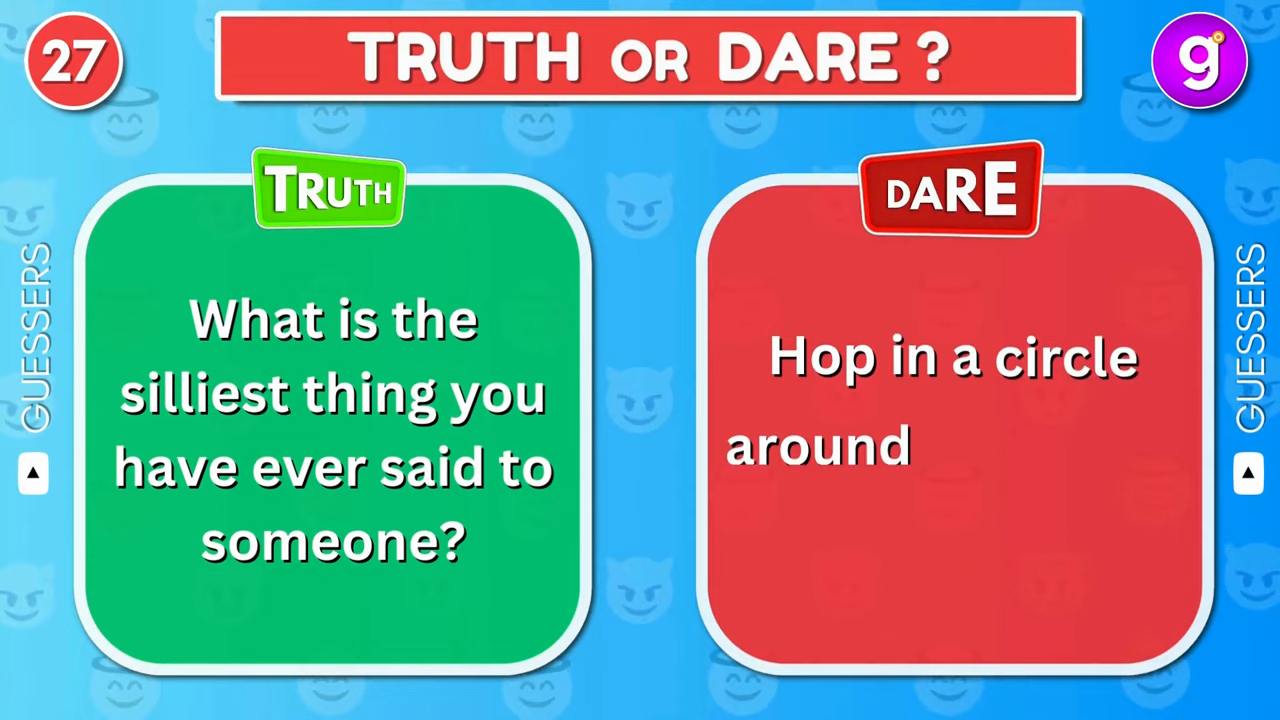 27
TRUTH OR DARE ?
g
TRUTH
What is the
silliest thing you
have ever said to
someone?
DARE
Hop in a circle
around
GUESSERS
GUESSERS